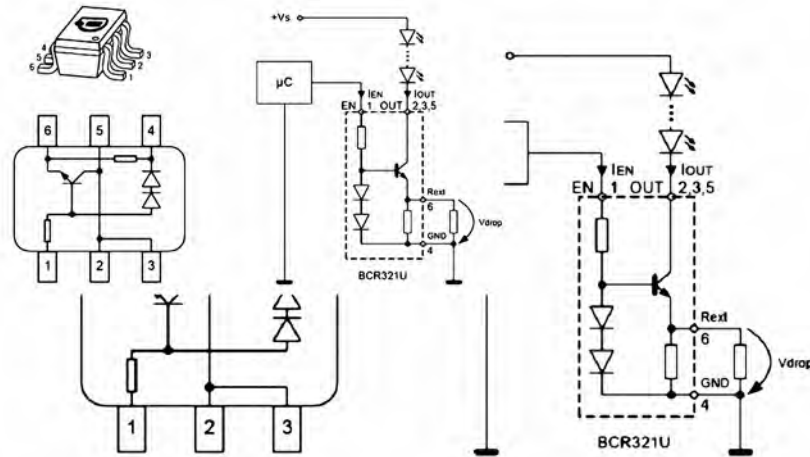 4
5
6
3
2
1
6 5 4
1 2 3
+Vs
µC
IEN IOUT
EN 1 OUT 2,3,5
Rext
6
Vdrop
GND
4
BCR321U
1 2 3
IEN IOUT
EN 1 OUT 2,3,5
Rext
6
Vdrop
GND
4
BCR321U